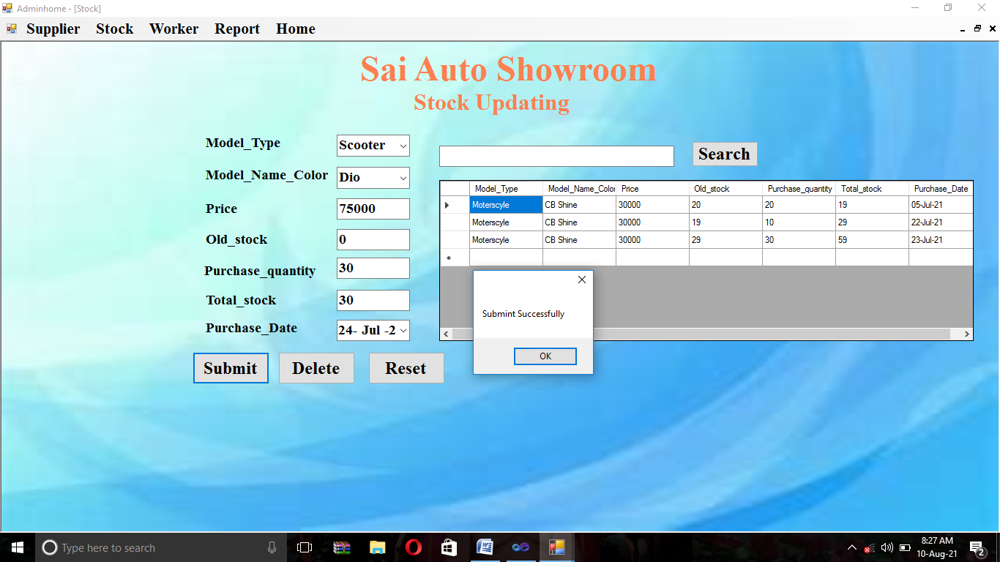 Adminhome - [Stock]
Supplier Stock Worker Report Home
Sai Auto Showroom
Stock Updating
Model_Type Scooter
Model_Name_Color Dio
Price 75000
Old_stock 0
Purchase_quantity 30
Total_stock 30
Purchase_Date 24- Jul -2
Submit Delete Reset
Search
Model_Type Model_Name_Color Price Old_stock Purchase_quantity Total_stock Purchase_Date
Moterscyle CB Shine 30000 20 20 19 05-Jul-21
Moterscyle CB Shine 30000 19 10 29 22-Jul-21
Moterscyle CB Shine 30000 29 30 59 23-Jul-21
Submint Successfully
OK
Type here to search
8:27 AM
10-Aug-21
2